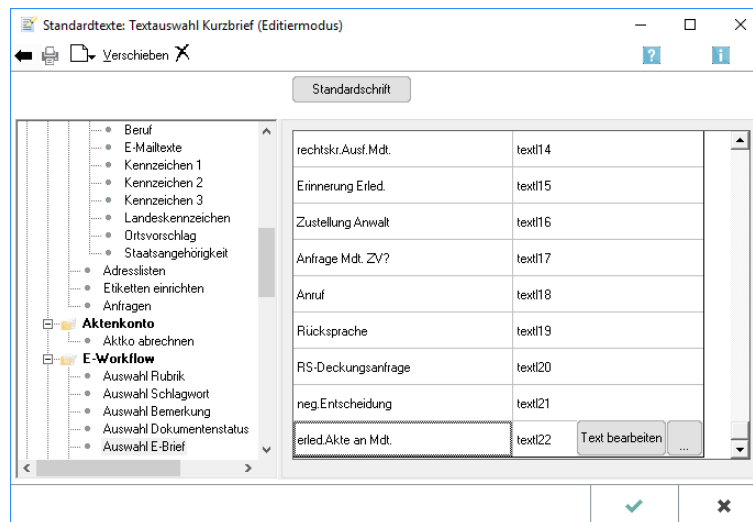 Standardtexte: Textauswahl Kurzbrief (Editiermodus)
Verschieben
Standardschrift
Beruf
E-Mailtexte
Kennzeichen 1
Kennzeichen 2
Kennzeichen 3
Landeskennzeichen
Ortsvorschlag
Staatsangehörigkeit
Adresslisten
Etiketten einrichten
Anfragen
Aktenkonto
Aktko abrechnen
E-Workflow
Auswahl Rubrik
Auswahl Schlagwort
Auswahl Bemerkung
Auswahl Dokumentenstatus
Auswahl E-Brief
rechtskr.Ausf.Mdt. textl14
Erinnerung Erled. textl15
Zustellung Anwalt textl16
Anfrage Mdt. ZV? textl17
Anruf textl18
Rücksprache textl19
RS-Deckungsanfrage textl20
neg.Entscheidung textl21
erled.Akte an Mdt. textl22 Text bearbeiten ...